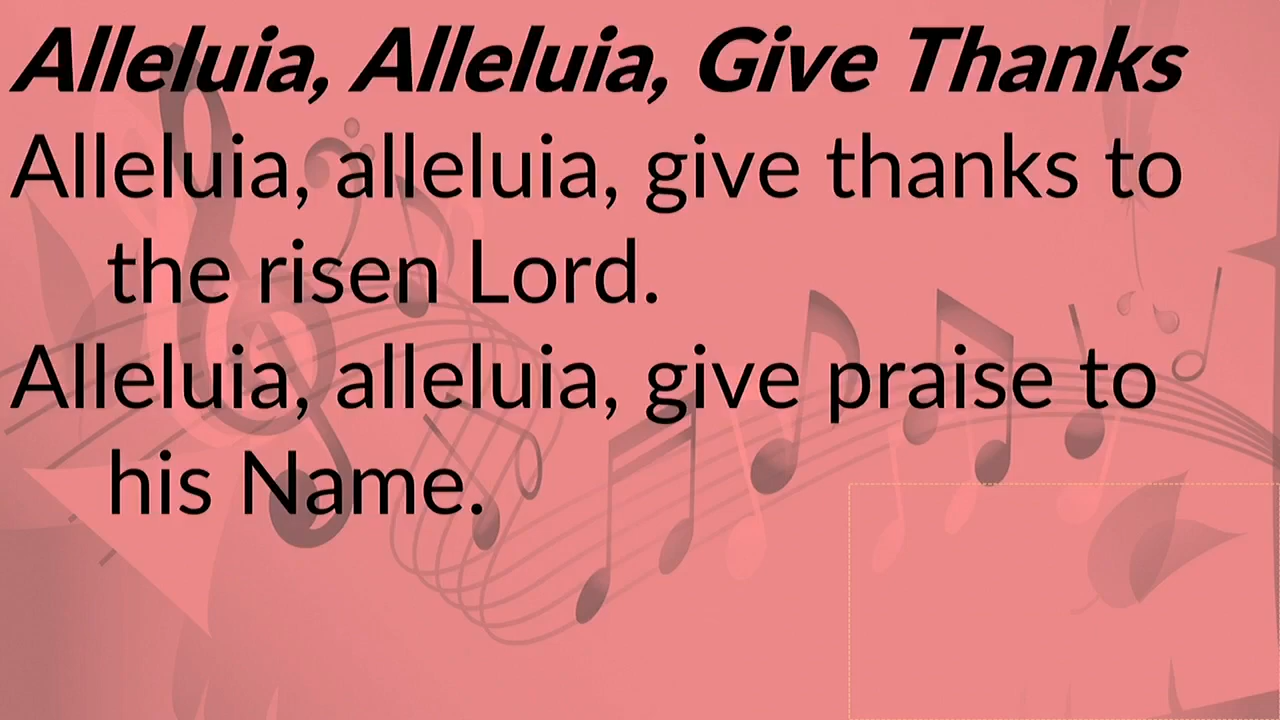 Alleluia, Alleluia, Give Thanks
Alleluia, alleluia, give thanks to
the risen Lord.
Alleluia, alleluia, give praise to
his Name.